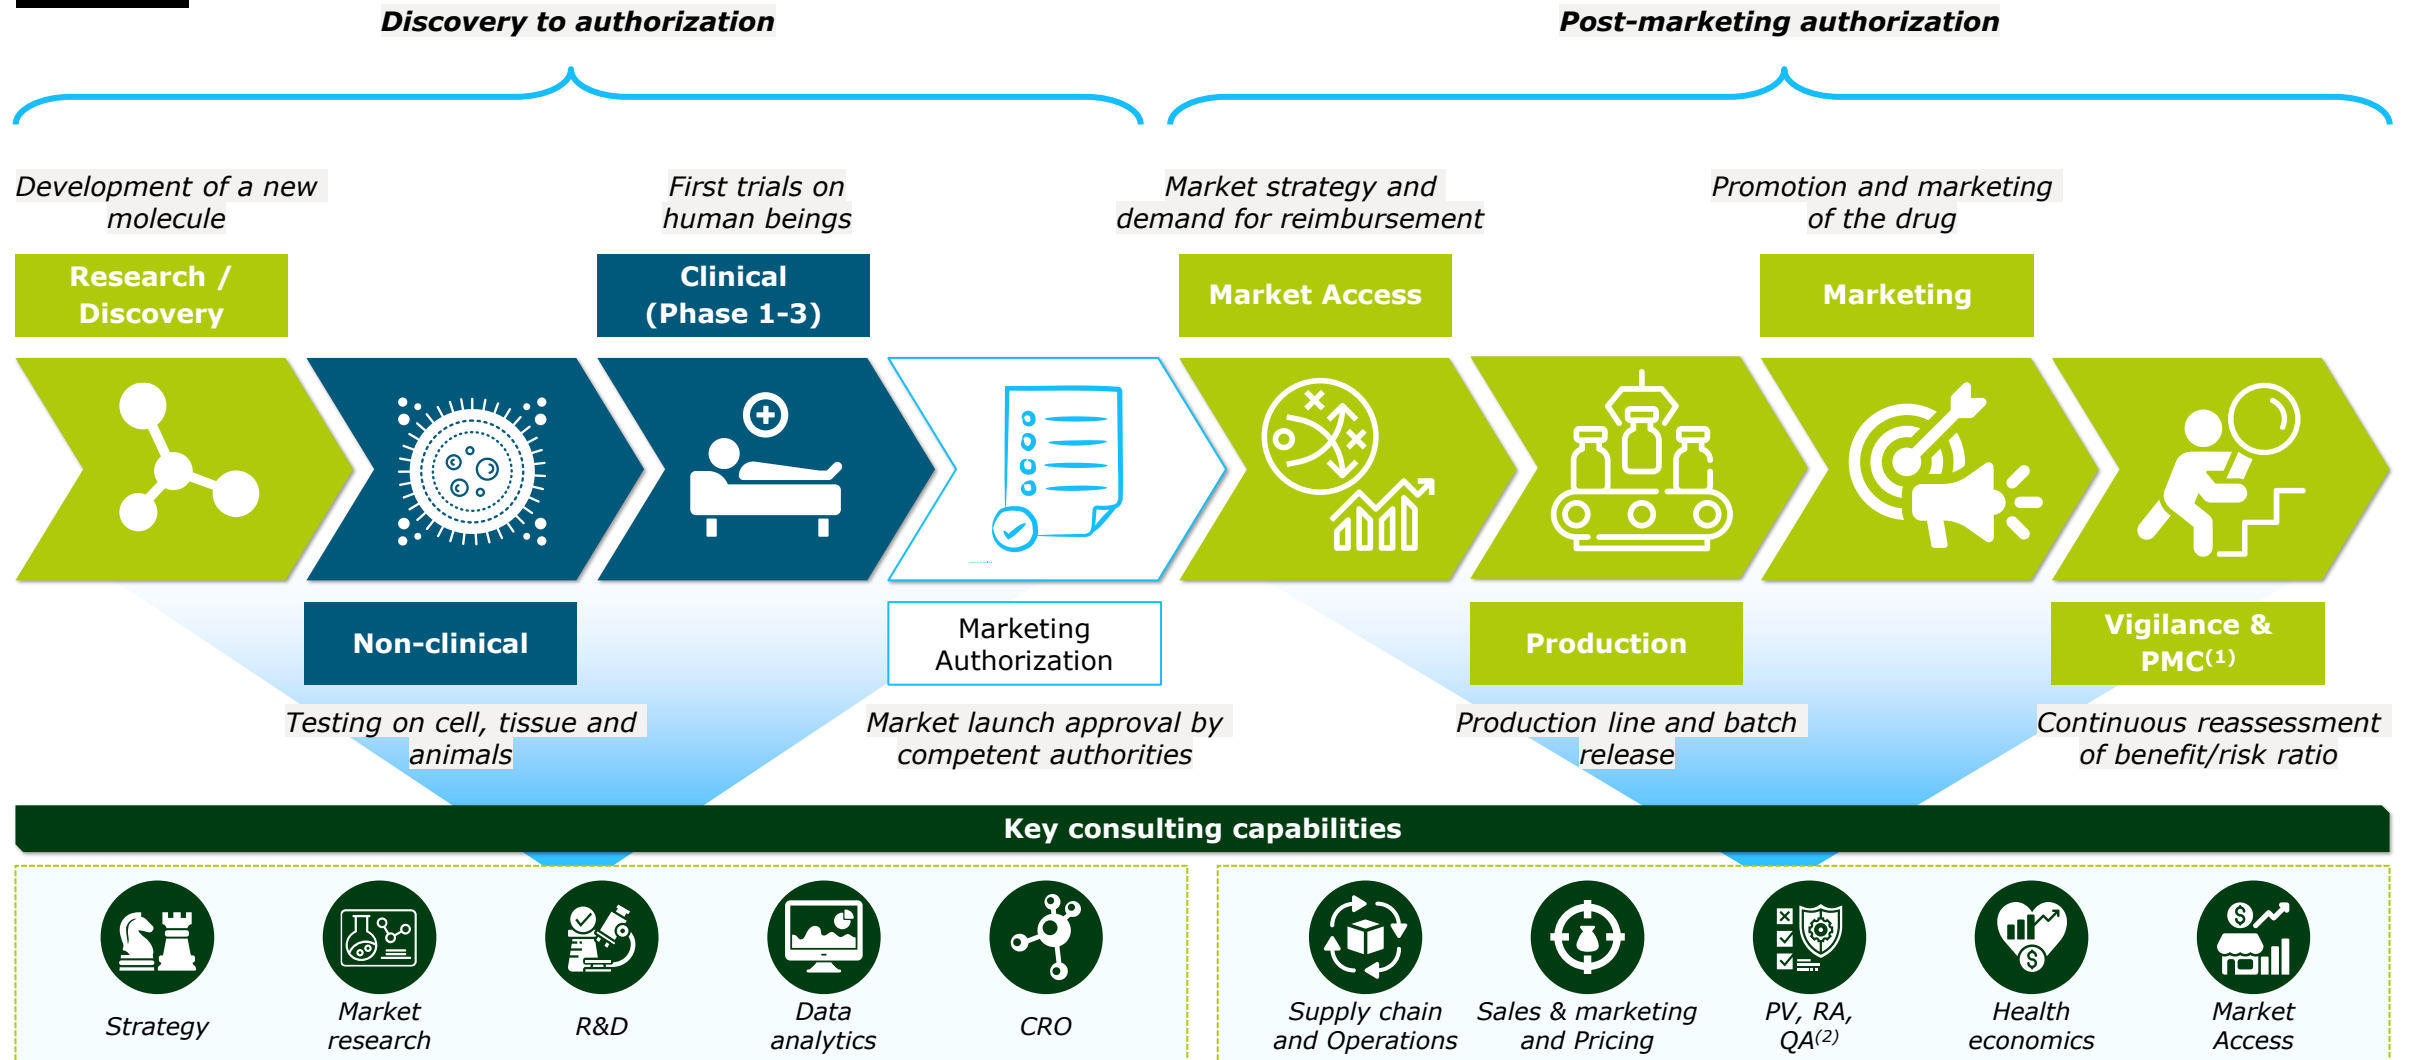 Discovery to authorization
Post-marketing authorization
Development of a new
molecule
First trials on
human beings
Market strategy and
demand for reimbursement
Promotion and marketing
of the drug
Research /
Discovery
Clinical
(Phase 1-3)
Market Access
Marketing
Non-clinical
Marketing
Authorization
Production
Vigilance &
PMC(1)
Testing on cell, tissue and
animals
Market launch approval by
competent authorities
Production line and batch
release
Continuous reassessment
of benefit/risk ratio
Key consulting capabilities
Strategy
Market
research
R&D
Data
analytics
CRO
Supply chain
and Operations
Sales & marketing
and Pricing
PV, RA,
QA(2)
Health
economics
Market
Access